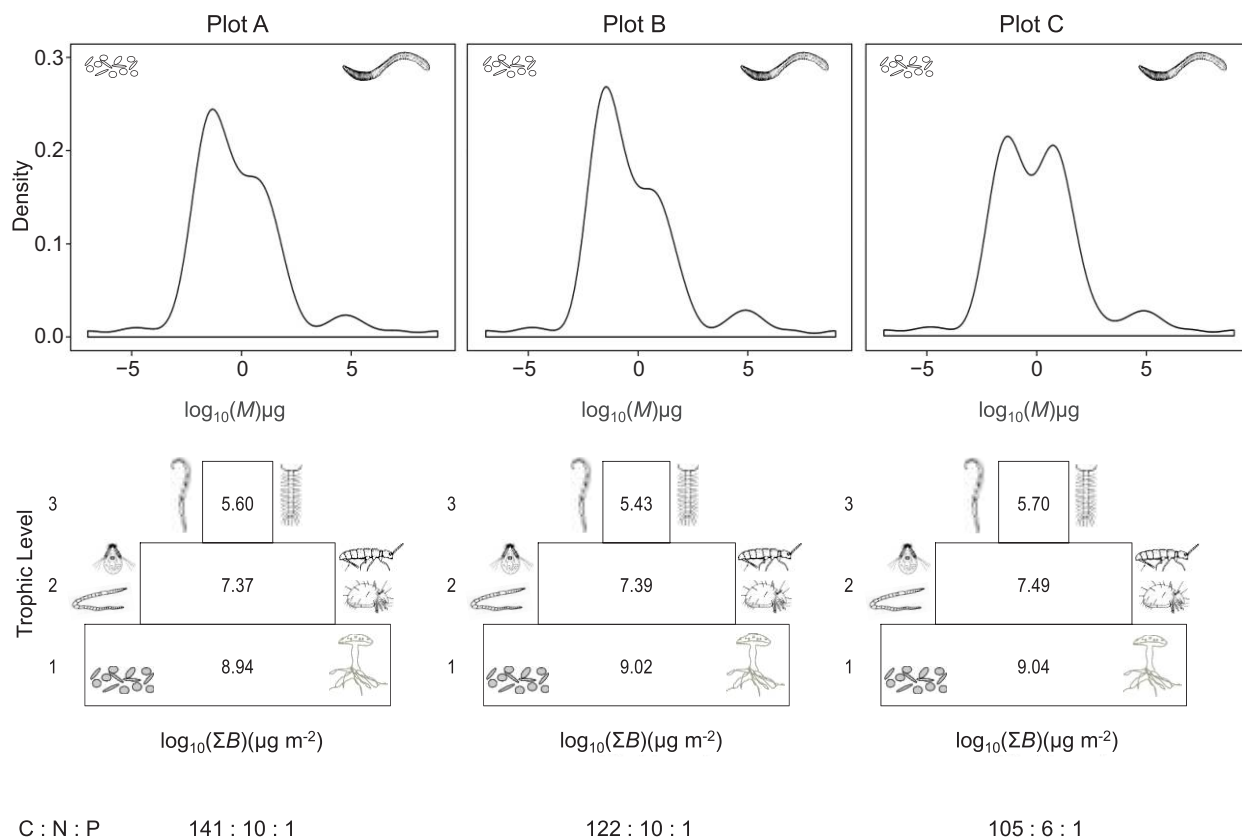 Plot A Plot B Plot C
0.3
0.2
0.1
0.0
Density
−5 0 5 −5 0 5 −5 0 5
log₁₀(M)µg log₁₀(M)µg log₁₀(M)µg
Trophic Level
3 5.60 3 5.43 3 5.70
2 7.37 2 7.39 2 7.49
1 8.94 1 9.02 1 9.04
log₁₀(ΣB)(µg m⁻²) log₁₀(ΣB)(µg m⁻²) log₁₀(ΣB)(µg m⁻²)
C : N : P 141 : 10 : 1 122 : 10 : 1 105 : 6 : 1